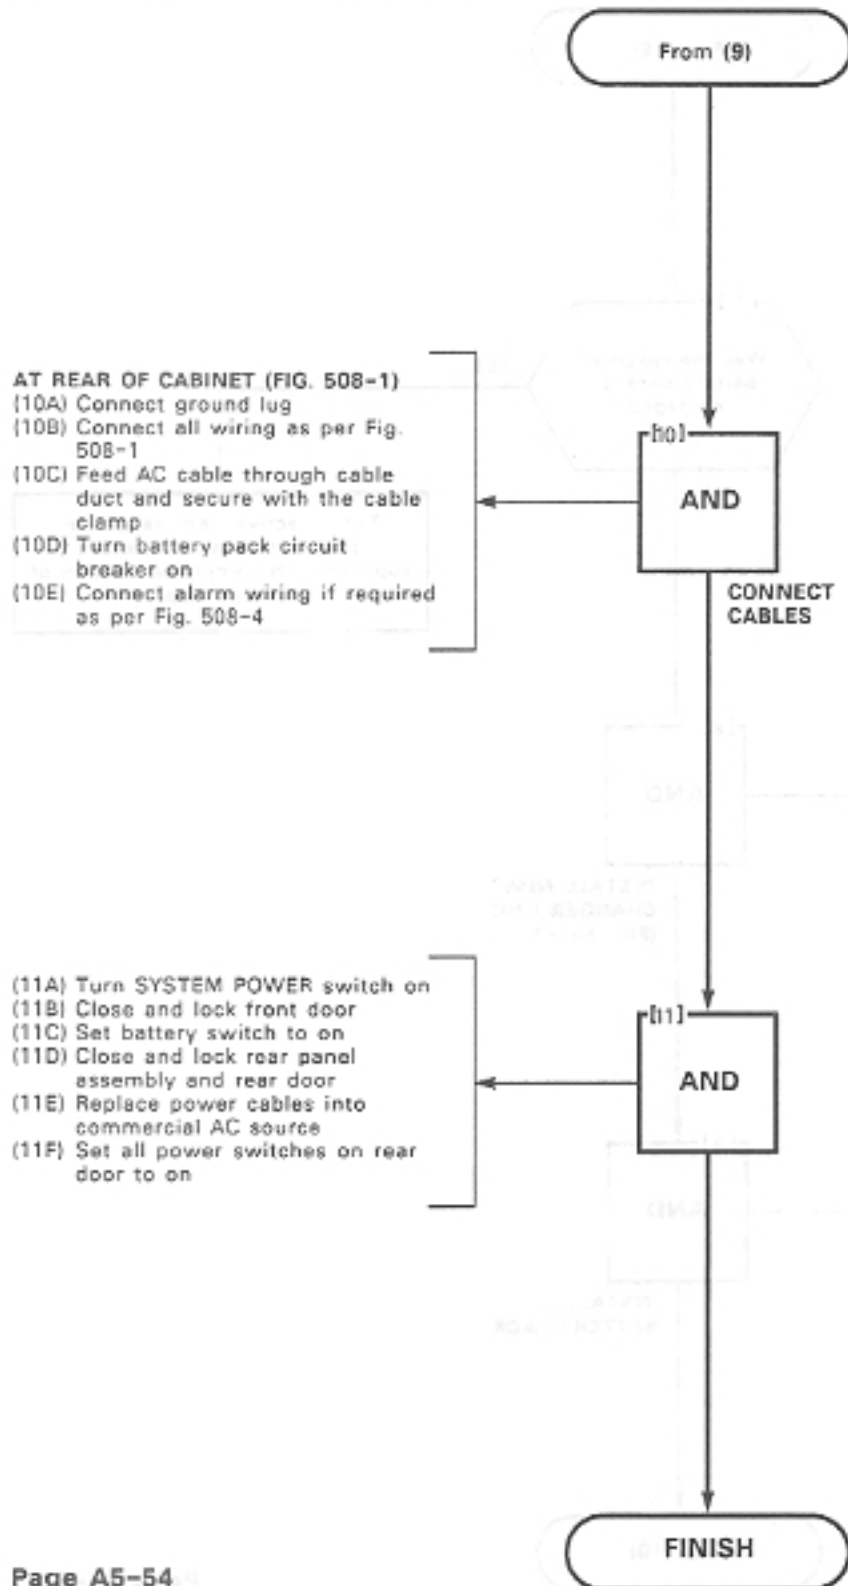 From (9)
AT REAR OF CABINET (FIG. 508-1)
(10A) Connect ground lug
(10B) Connect all wiring as per Fig.
508-1
(10C) Feed AC cable through cable
duct and secure with the cable
clamp
(10D) Turn battery pack circuit
breaker on
(10E) Connect alarm wiring if required
as per Fig. 508-4
[10]
AND
CONNECT
CABLES
(11A) Turn SYSTEM POWER switch on
(11B) Close and lock front door
(11C) Set battery switch to on
(11D) Close and lock rear panel
assembly and rear door
(11E) Replace power cables into
commercial AC source
(11F) Set all power switches on rear
door to on
[11]
AND
FINISH
Page A5-54